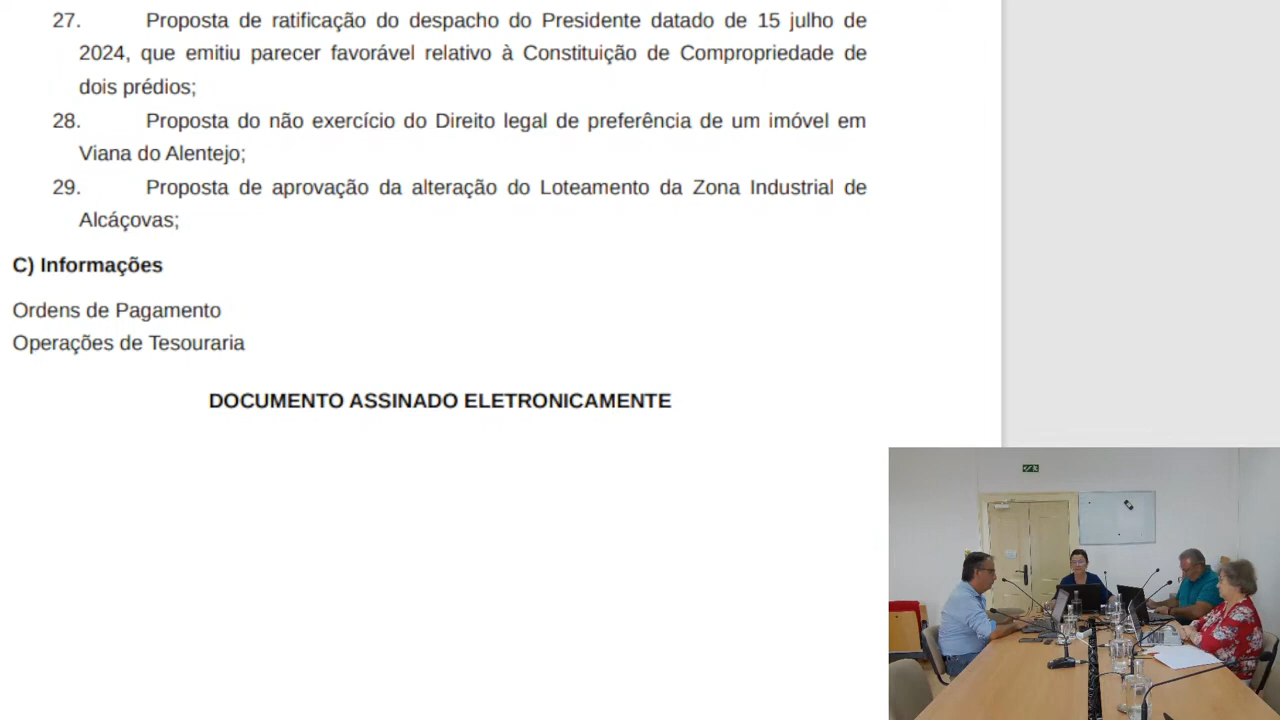 27. Proposta de ratificação do despacho do Presidente datado de 15 julho de
2024, que emitiu parecer favorável relativo à Constituição de Compropriedade de
dois prédios;
28. Proposta do não exercício do Direito legal de preferência de um imóvel em
Viana do Alentejo;
29. Proposta de aprovação da alteração do Loteamento da Zona Industrial de
Alcáçovas;
C) Informações
Ordens de Pagamento
Operações de Tesouraria
DOCUMENTO ASSINADO ELETRONICAMENTE